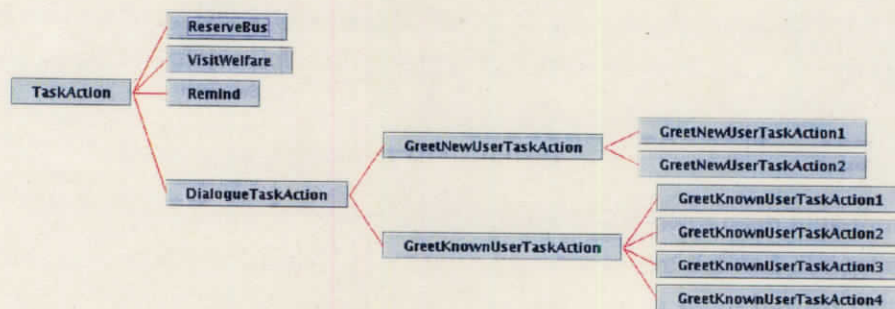 ReserveBus
VisitWelfare
TaskAction
Remind
GreetNewUserTaskAction1
GreetNewUserTaskAction
GreetNewUserTaskAction2
DialogueTaskAction
GreetKnownUserTaskAction1
GreetKnownUserTaskAction2
GreetKnownUserTaskAction
GreetKnownUserTaskAction3
GreetKnownUserTaskAction4